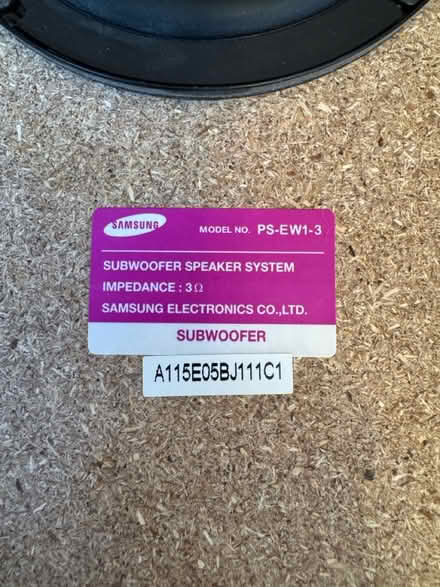 SAMSUNG MODEL NO. PS-EW1-3
SUBWOOFER SPEAKER SYSTEM
IMPEDANCE : 3Ω
SAMSUNG ELECTRONICS CO.,LTD.
SUBWOOFER
A115E05BJ111C1